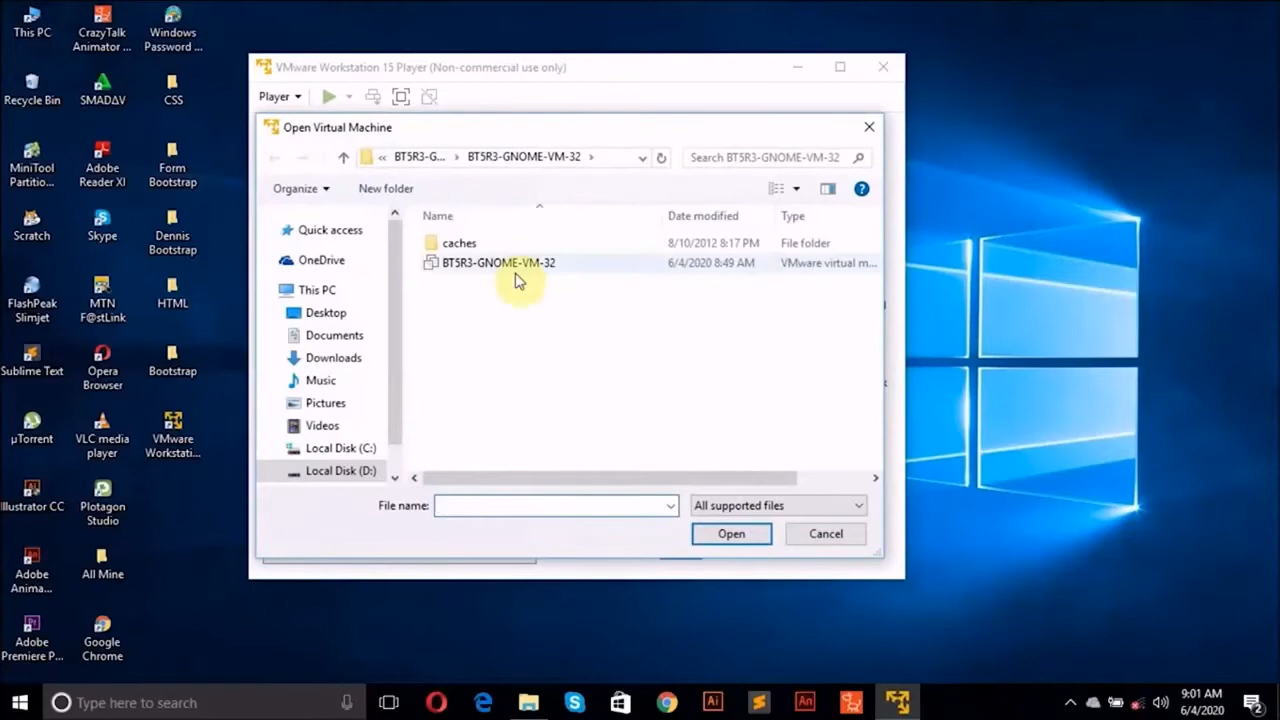 This PC
CrazyTalk
Animator ...
Windows
Password ...
Recycle Bin
SMADΔV
CSS
MiniTool
Partitio...
Adobe
Reader XI
Form
Bootstrap
Scratch
Skype
Dennis
Bootstrap
FlashPeak
Slimjet
MTN
F@stLink
HTML
Sublime Text
Opera
Browser
Bootstrap
µTorrent
VLC media
player
VMware
Workstati...
Illustrator CC
Plotagon
Studio
Adobe
Anima...
All Mine
Adobe
Premiere P...
Google
Chrome
VMware Workstation 15 Player (Non-commercial use only)
Player
Open Virtual Machine
« BT5R3-G... › BT5R3-GNOME-VM-32 ›
Search BT5R3-GNOME-VM-32
Organize
New folder
Name Date modified Type
caches 8/10/2012 8:17 PM File folder
BT5R3-GNOME-VM-32 6/4/2020 8:49 AM VMware virtual m...
Quick access
OneDrive
This PC
Desktop
Documents
Downloads
Music
Pictures
Videos
Local Disk (C:)
Local Disk (D:)
File name:
All supported files
Open
Cancel
Type here to search
Ai
An
9:01 AM
6/4/2020
2